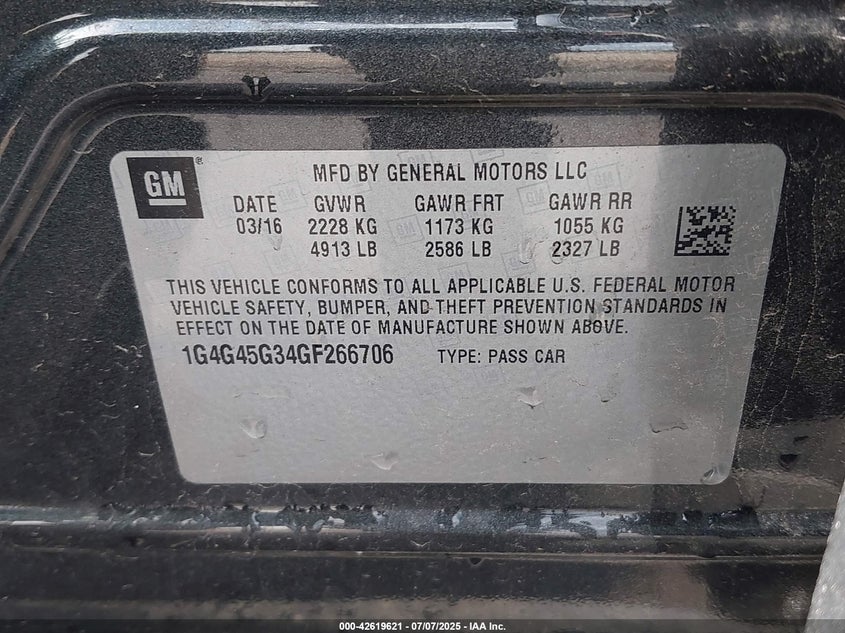 GM ®
MFD BY GENERAL MOTORS LLC
DATE GVWR GAWR FRT GAWR RR
03/16 2228 KG 1173 KG 1055 KG
4913 LB 2586 LB 2327 LB
THIS VEHICLE CONFORMS TO ALL APPLICABLE U.S. FEDERAL MOTOR
VEHICLE SAFETY, BUMPER, AND THEFT PREVENTION STANDARDS IN
EFFECT ON THE DATE OF MANUFACTURE SHOWN ABOVE.
1G4G45G34GF266706 TYPE: PASS CAR
000-42619621 - 07/07/2025 - IAA Inc.